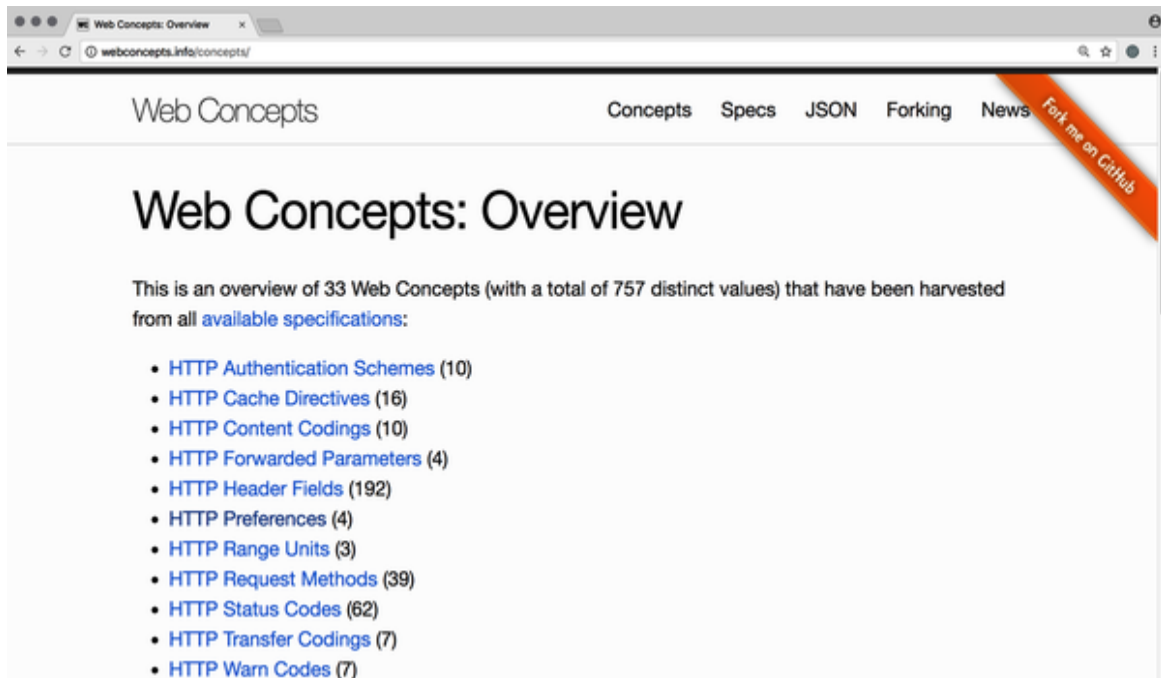 Web Concepts: Overview
webconcepts.info/concepts/
Web Concepts
Concepts Specs JSON Forking News
Fork me on GitHub
Web Concepts: Overview
This is an overview of 33 Web Concepts (with a total of 757 distinct values) that have been harvested
from all available specifications:
• HTTP Authentication Schemes (10)
• HTTP Cache Directives (16)
• HTTP Content Codings (10)
• HTTP Forwarded Parameters (4)
• HTTP Header Fields (192)
• HTTP Preferences (4)
• HTTP Range Units (3)
• HTTP Request Methods (39)
• HTTP Status Codes (62)
• HTTP Transfer Codings (7)
• HTTP Warn Codes (7)